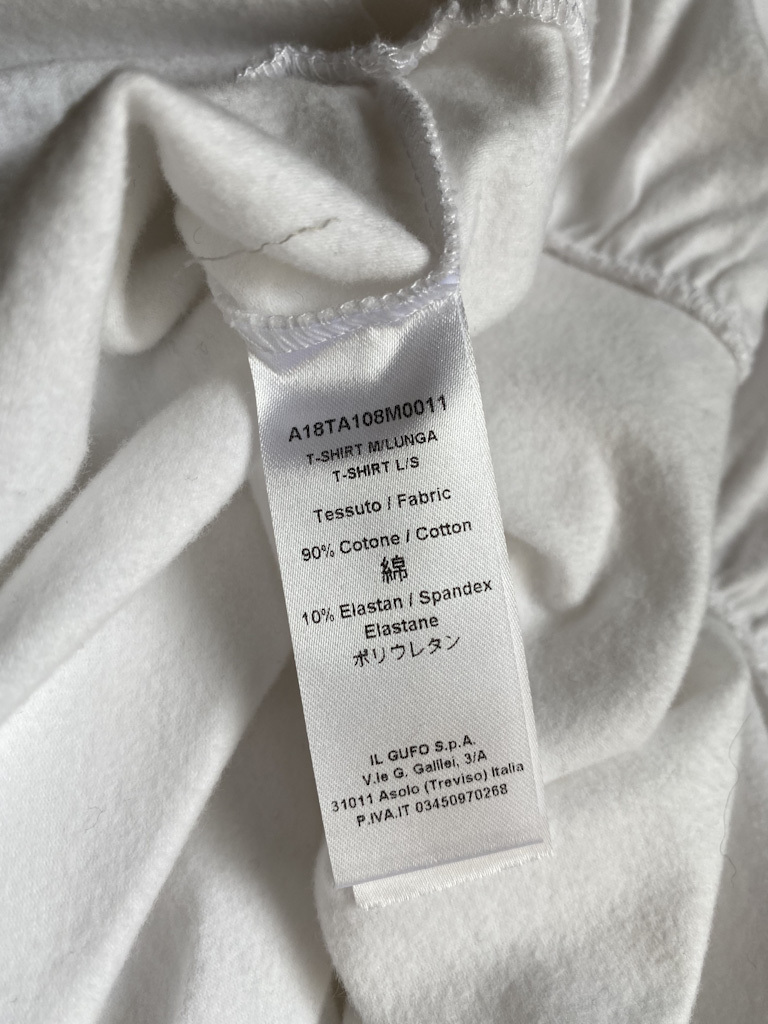 A18TA108M0011
T-SHIRT M/LUNGA
T-SHIRT L/S
Tessuto / Fabric
90% Cotone / Cotton
綿
10% Elastan / Spandex
Elastane
ポリウレタン
IL GUFO S.p.A.
V.le G. Galilei, 3/A
31011 Asolo (Treviso) Italia
P.IVA.IT 03450970268